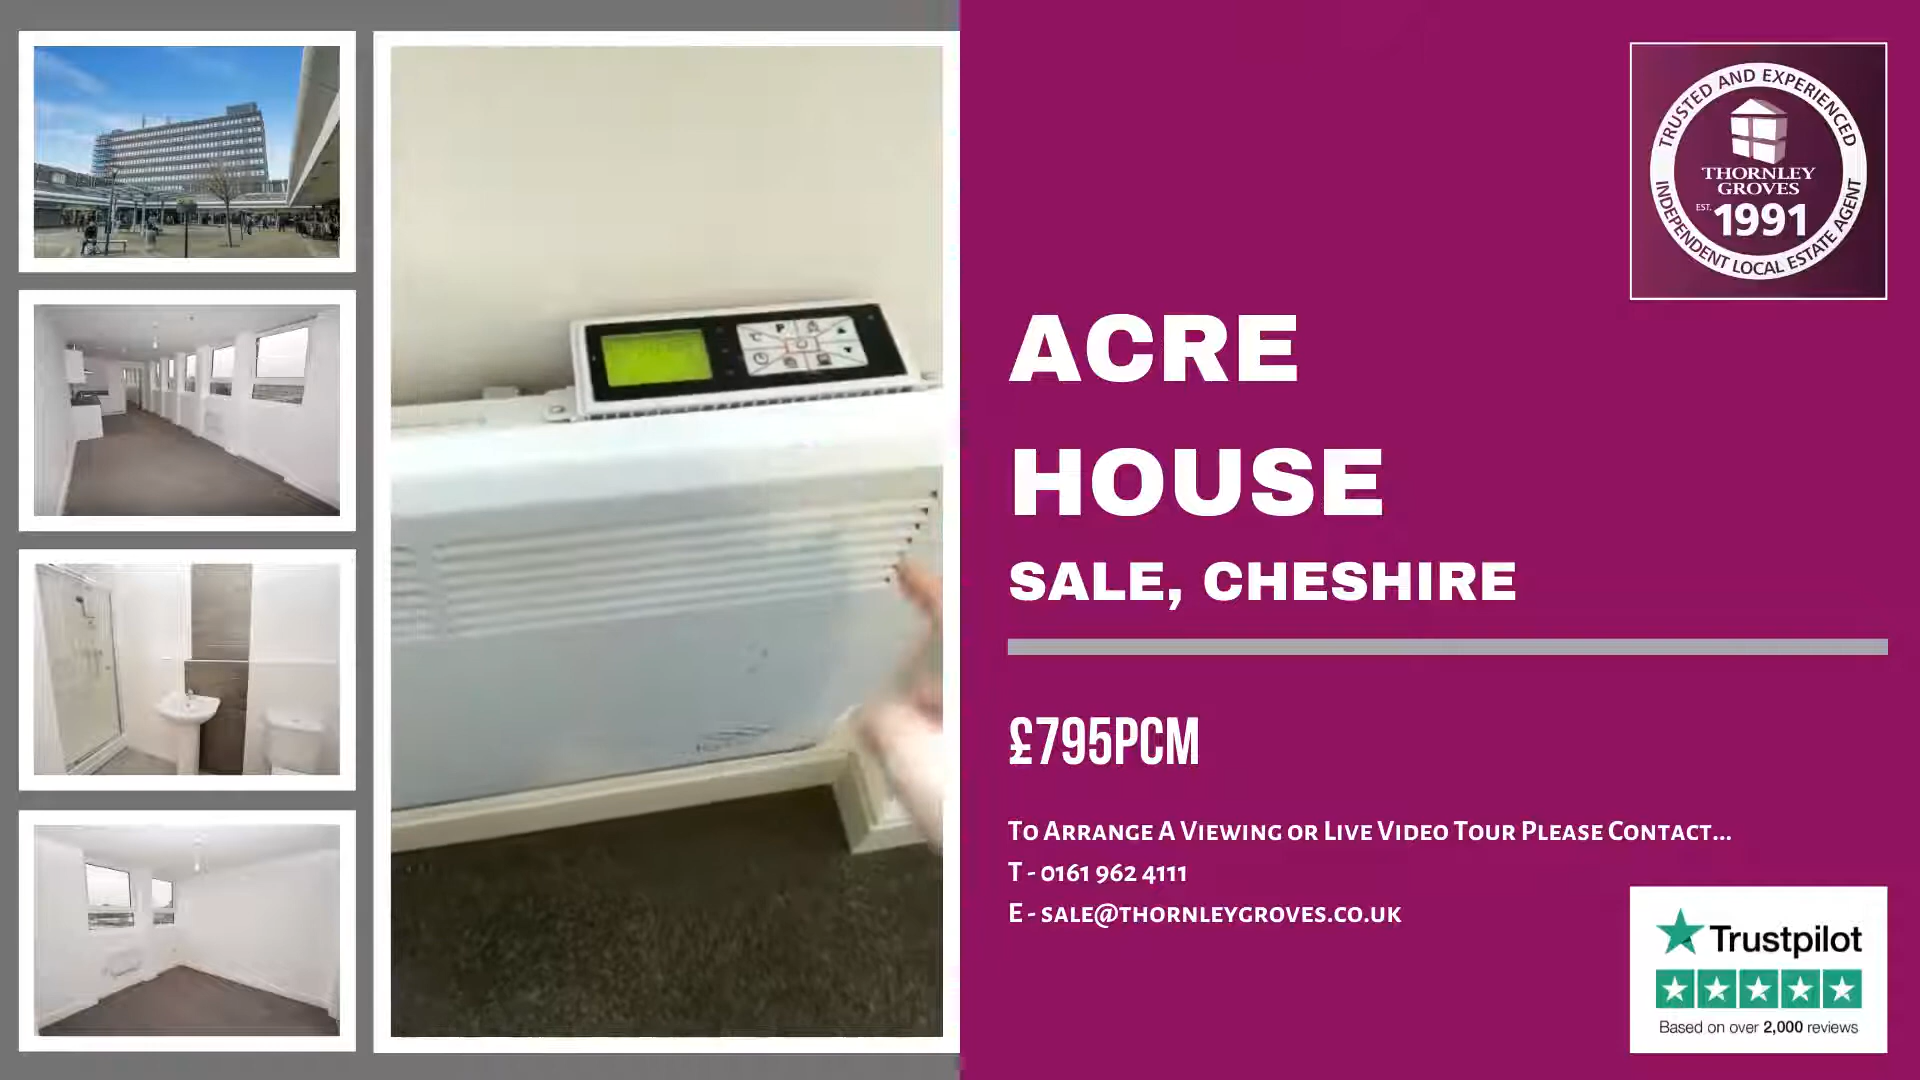 TRUSTED AND EXPERIENCED
THORNLEY
GROVES
EST. 1991
INDEPENDENT LOCAL ESTATE AGENT
ACRE
HOUSE
SALE, CHESHIRE
£795PCM
To Arrange A Viewing or Live Video Tour Please Contact...
T - 0161 962 4111
E - sale@thornleygroves.co.uk
Trustpilot
Based on over 2,000 reviews